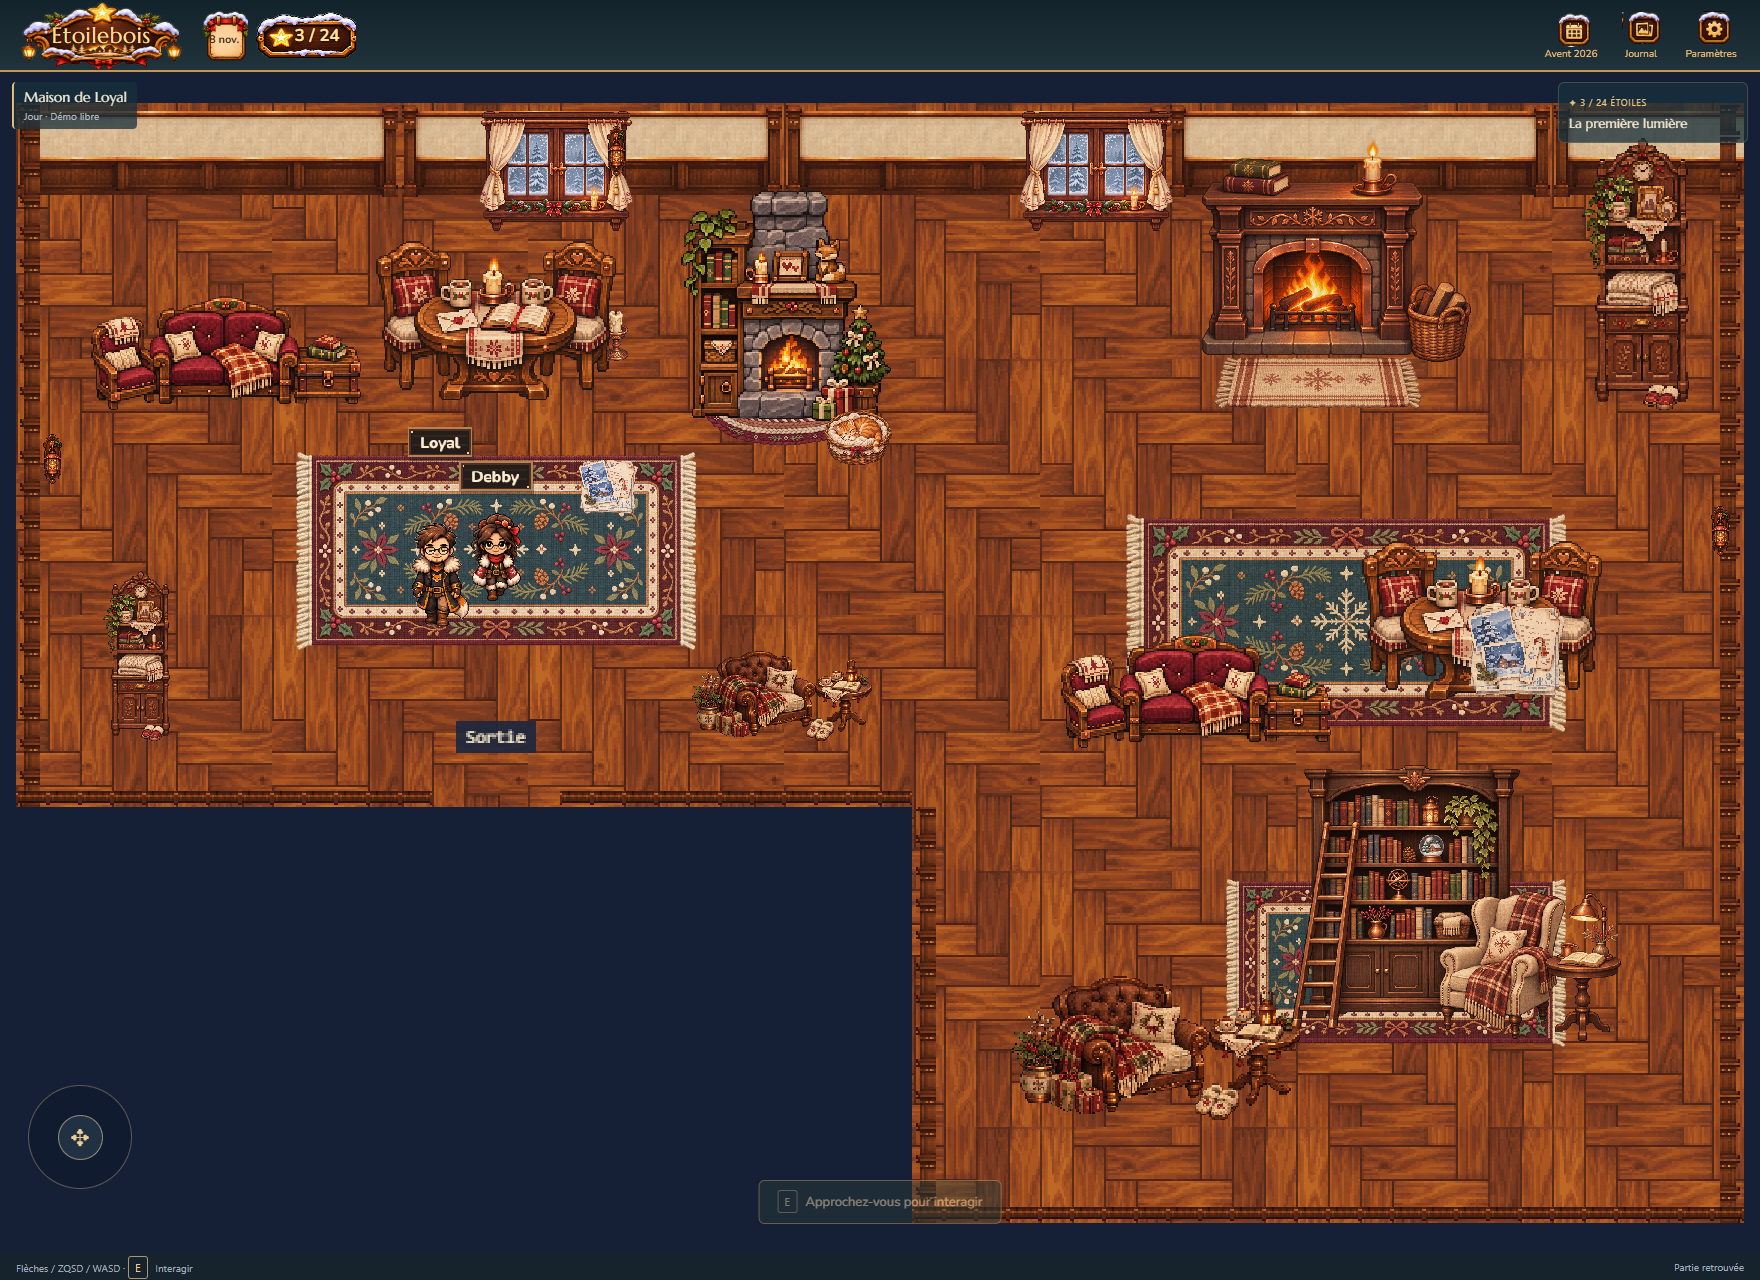 Etoilebois
8 nov.
3 / 24
Avent 2026
Journal
Paramètres
Maison de Loyal
Jour · Démo libre
✦ 3 / 24 ÉTOILES
La première lumière
Loyal
Debby
Sortie
E Approchez-vous pour interagir
Flèches / ZQSD / WASD · E Interagir
Partie retrouvée